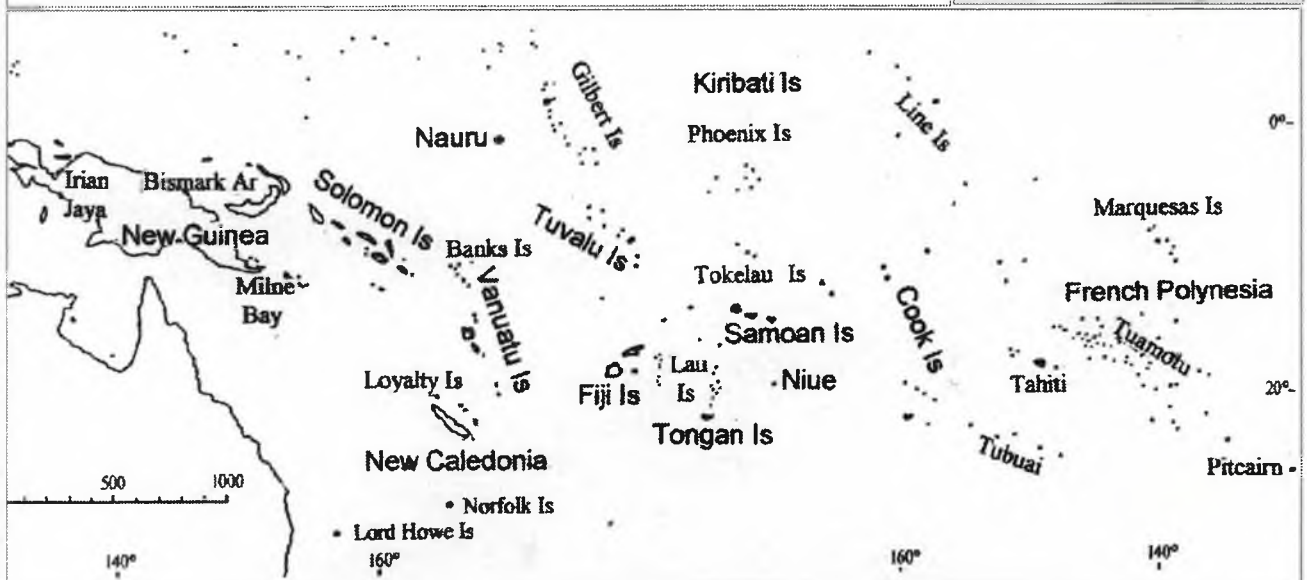 Gilbert Is
Kiribati Is
Line Is
0°
Nauru
Phoenix Is
Irian
Jaya
Bismark Ar
Solomon Is
Marquesas Is
New Guinea
Banks Is
Tuvalu Is
Milne
Bay
Vanuatu Is
Tokelau Is
Cook Is
French Polynesia
Samoan Is
Tuamotu
Loyalty Is
Fiji Is
Lau
Is
Niue
Tahiti
20°
Tongan Is
New Caledonia
Tubuai
Pitcairn
500
1000
Norfolk Is
Lord Howe Is
140°
160°
160°
140°